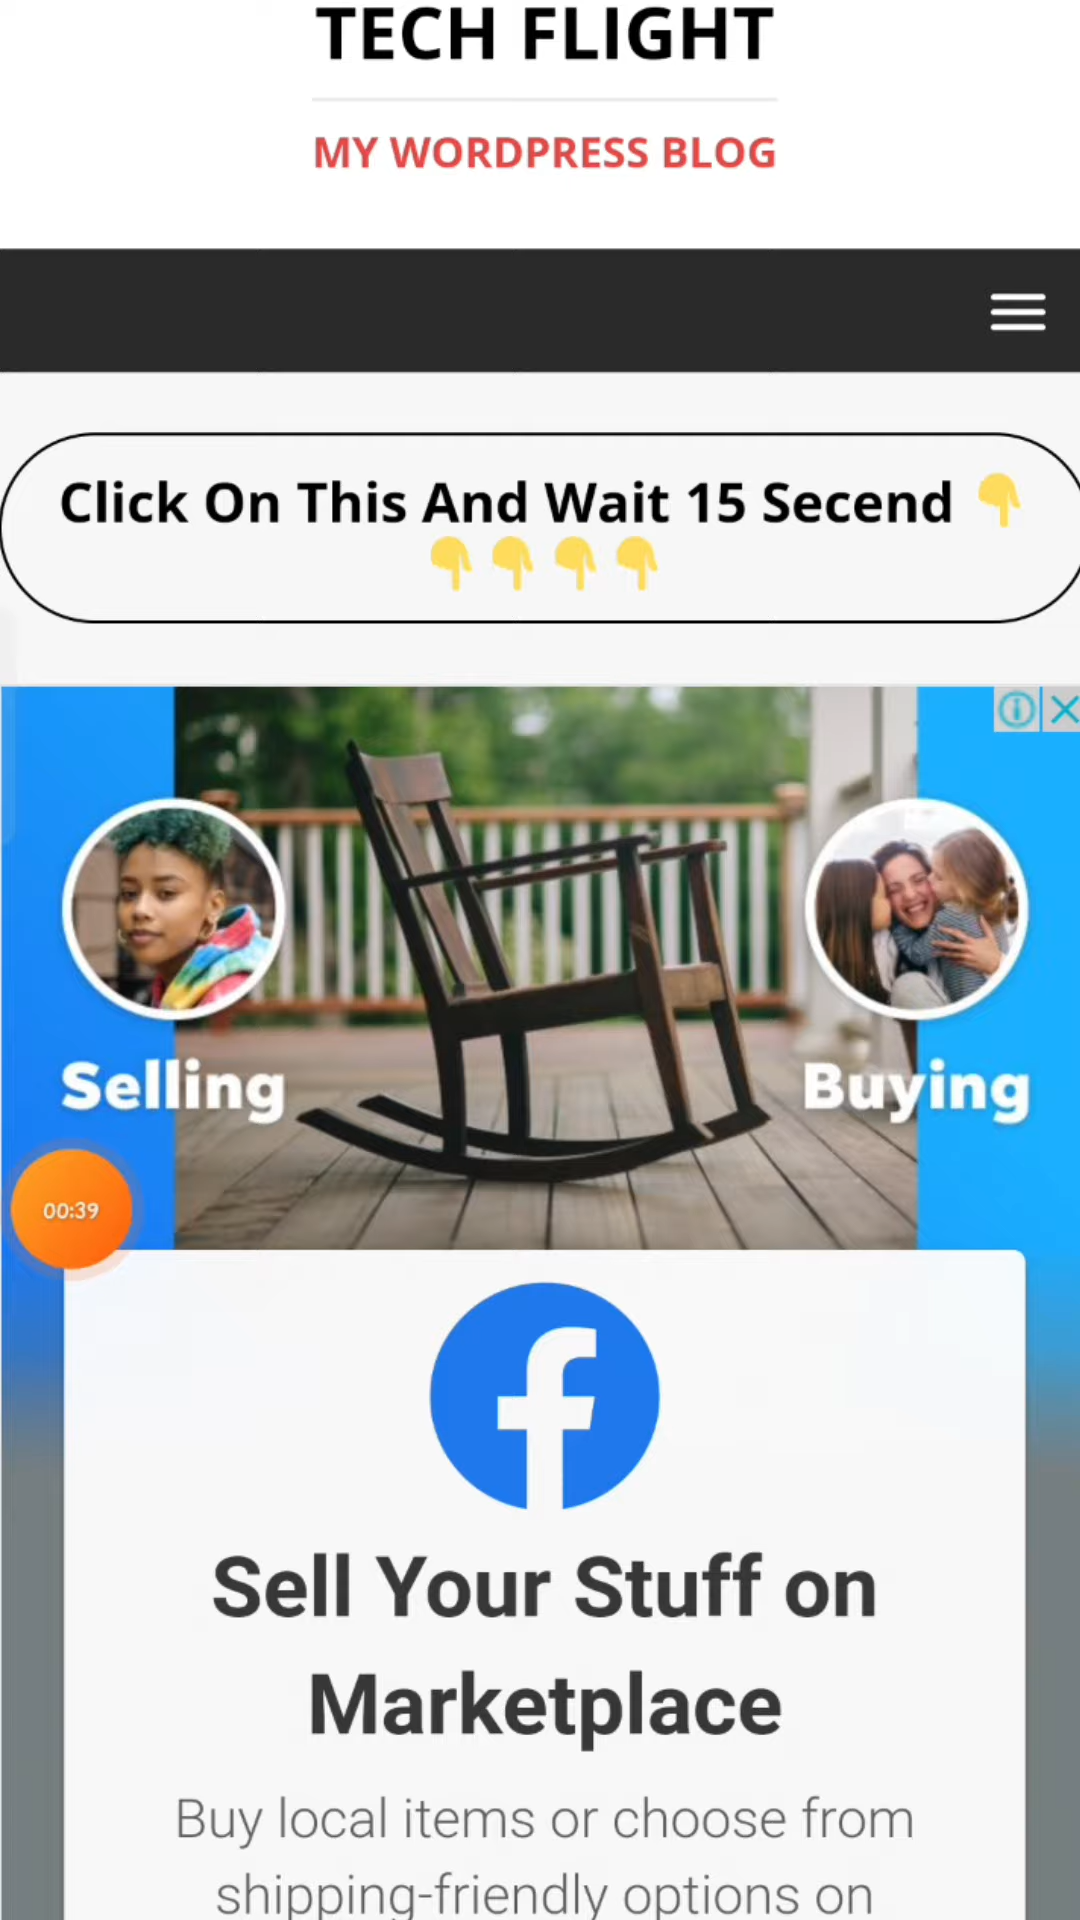 TECH FLIGHT
MY WORDPRESS BLOG
Click On This And Wait 15 Secend 👇
👇👇👇👇
Selling
Buying
00:39
Sell Your Stuff on
Marketplace
Buy local items or choose from
shipping-friendly options on